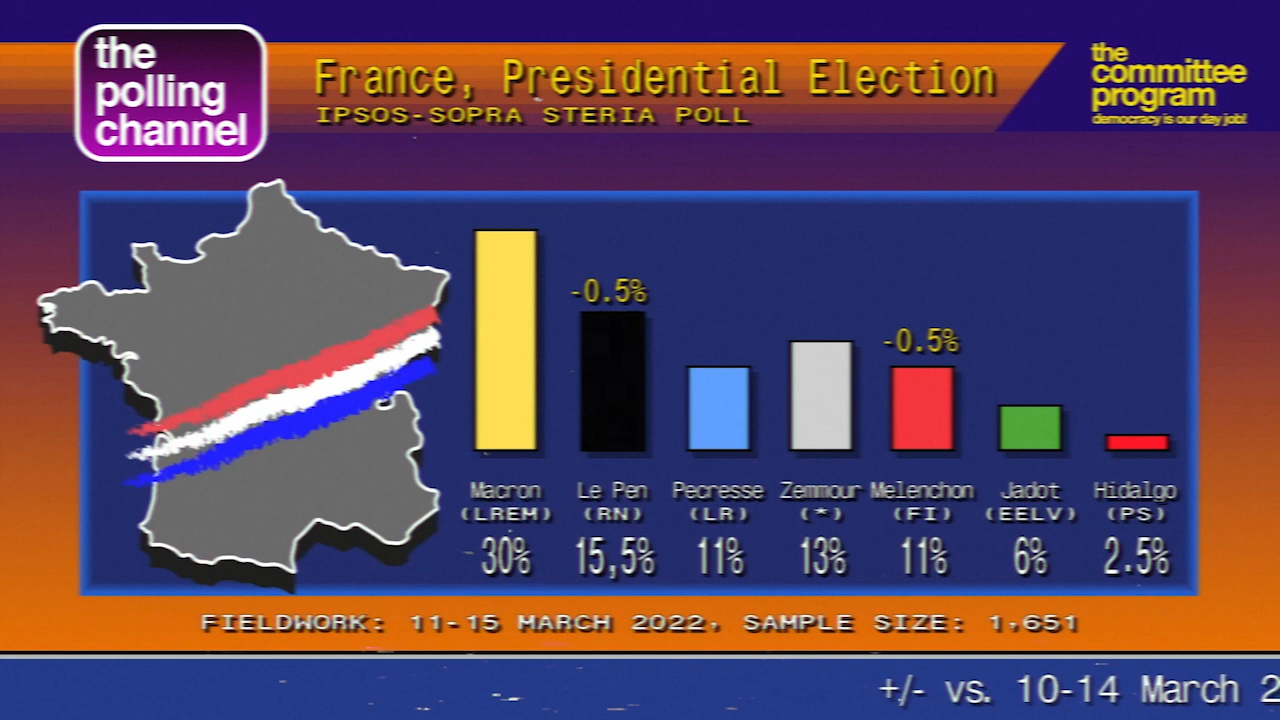 the
polling
channel
France, Presidential Election
IPSOS-SOPRA STERIA POLL
the
committee
program
democracy is our day job!
-0.5%
-0.5%
Macron Le Pen Pecresse Zemmour Melenchon Jadot Hidalgo
(LREM) (RN) (LR) (*) (FI) (EELV) (PS)
30% 15,5% 11% 13% 11% 6% 2.5%
FIELDWORK: 11-15 MARCH 2022, SAMPLE SIZE: 1,651
+/- vs. 10-14 March 2